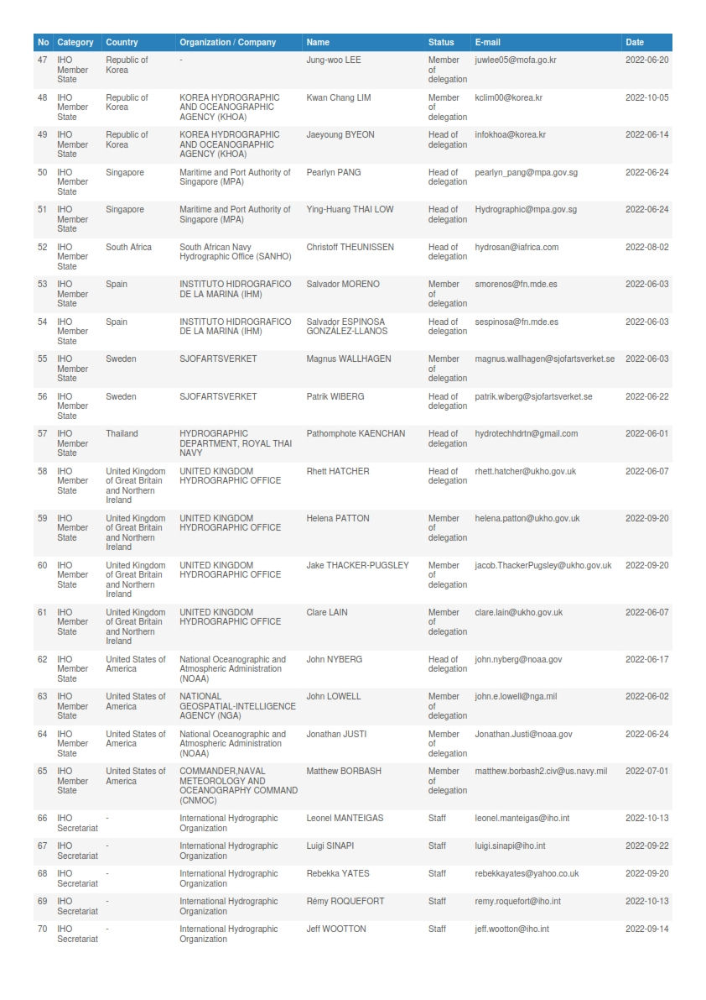 No Category Country Organization / Company Name Status E-mail Date
47 IHO Member State Republic of Korea - Jung-woo LEE Member of delegation juwlee05@mofa.go.kr 2022-06-20
48 IHO Member State Republic of Korea KOREA HYDROGRAPHIC AND OCEANOGRAPHIC AGENCY (KHOA) Kwan Chang LIM Member of delegation kclim00@korea.kr 2022-10-05
49 IHO Member State Republic of Korea KOREA HYDROGRAPHIC AND OCEANOGRAPHIC AGENCY (KHOA) Jaeyoung BYEON Head of delegation infokhoa@korea.kr 2022-06-14
50 IHO Member State Singapore Maritime and Port Authority of Singapore (MPA) Pearlyn PANG Head of delegation pearlyn_pang@mpa.gov.sg 2022-06-24
51 IHO Member State Singapore Maritime and Port Authority of Singapore (MPA) Ying-Huang THAI LOW Head of delegation Hydrographic@mpa.gov.sg 2022-06-24
52 IHO Member State South Africa South African Navy Hydrographic Office (SANHO) Christoff THEUNISSEN Head of delegation hydrosan@iafrica.com 2022-08-02
53 IHO Member State Spain INSTITUTO HIDROGRAFICO DE LA MARINA (IHM) Salvador MORENO Member of delegation smorenos@fn.mde.es 2022-06-03
54 IHO Member State Spain INSTITUTO HIDROGRAFICO DE LA MARINA (IHM) Salvador ESPINOSA GONZÁLEZ-LLANOS Head of delegation sespinosa@fn.mde.es 2022-06-03
55 IHO Member State Sweden SJOFARTSVERKET Magnus WALLHAGEN Member of delegation magnus.wallhagen@sjofartsverket.se 2022-06-03
56 IHO Member State Sweden SJOFARTSVERKET Patrik WIBERG Head of delegation patrik.wiberg@sjofartsverket.se 2022-06-22
57 IHO Member State Thailand HYDROGRAPHIC DEPARTMENT, ROYAL THAI NAVY Pathomphote KAENCHAN Head of delegation hydrotechhdrtn@gmail.com 2022-06-01
58 IHO Member State United Kingdom of Great Britain and Northern Ireland UNITED KINGDOM HYDROGRAPHIC OFFICE Rhett HATCHER Head of delegation rhett.hatcher@ukho.gov.uk 2022-06-07
59 IHO Member State United Kingdom of Great Britain and Northern Ireland UNITED KINGDOM HYDROGRAPHIC OFFICE Helena PATTON Member of delegation helena.patton@ukho.gov.uk 2022-09-20
60 IHO Member State United Kingdom of Great Britain and Northern Ireland UNITED KINGDOM HYDROGRAPHIC OFFICE Jake THACKER-PUGSLEY Member of delegation jacob.ThackerPugsley@ukho.gov.uk 2022-09-20
61 IHO Member State United Kingdom of Great Britain and Northern Ireland UNITED KINGDOM HYDROGRAPHIC OFFICE Clare LAIN Member of delegation clare.lain@ukho.gov.uk 2022-06-07
62 IHO Member State United States of America National Oceanographic and Atmospheric Administration (NOAA) John NYBERG Head of delegation john.nyberg@noaa.gov 2022-06-17
63 IHO Member State United States of America NATIONAL GEOSPATIAL-INTELLIGENCE AGENCY (NGA) John LOWELL Member of delegation john.e.lowell@nga.mil 2022-06-02
64 IHO Member State United States of America National Oceanographic and Atmospheric Administration (NOAA) Jonathan JUSTI Member of delegation Jonathan.Justi@noaa.gov 2022-06-24
65 IHO Member State United States of America COMMANDER,NAVAL METEOROLOGY AND OCEANOGRAPHY COMMAND (CNMOC) Matthew BORBASH Member of delegation matthew.borbash2.civ@us.navy.mil 2022-07-01
66 IHO Secretariat - International Hydrographic Organization Leonel MANTEIGAS Staff leonel.manteigas@iho.int 2022-10-13
67 IHO Secretariat - International Hydrographic Organization Luigi SINAPI Staff luigi.sinapi@iho.int 2022-09-22
68 IHO Secretariat - International Hydrographic Organization Rebekka YATES Staff rebekkayates@yahoo.co.uk 2022-09-20
69 IHO Secretariat - International Hydrographic Organization Rémy ROQUEFORT Staff remy.roquefort@iho.int 2022-10-13
70 IHO Secretariat - International Hydrographic Organization Jeff WOOTTON Staff jeff.wootton@iho.int 2022-09-14